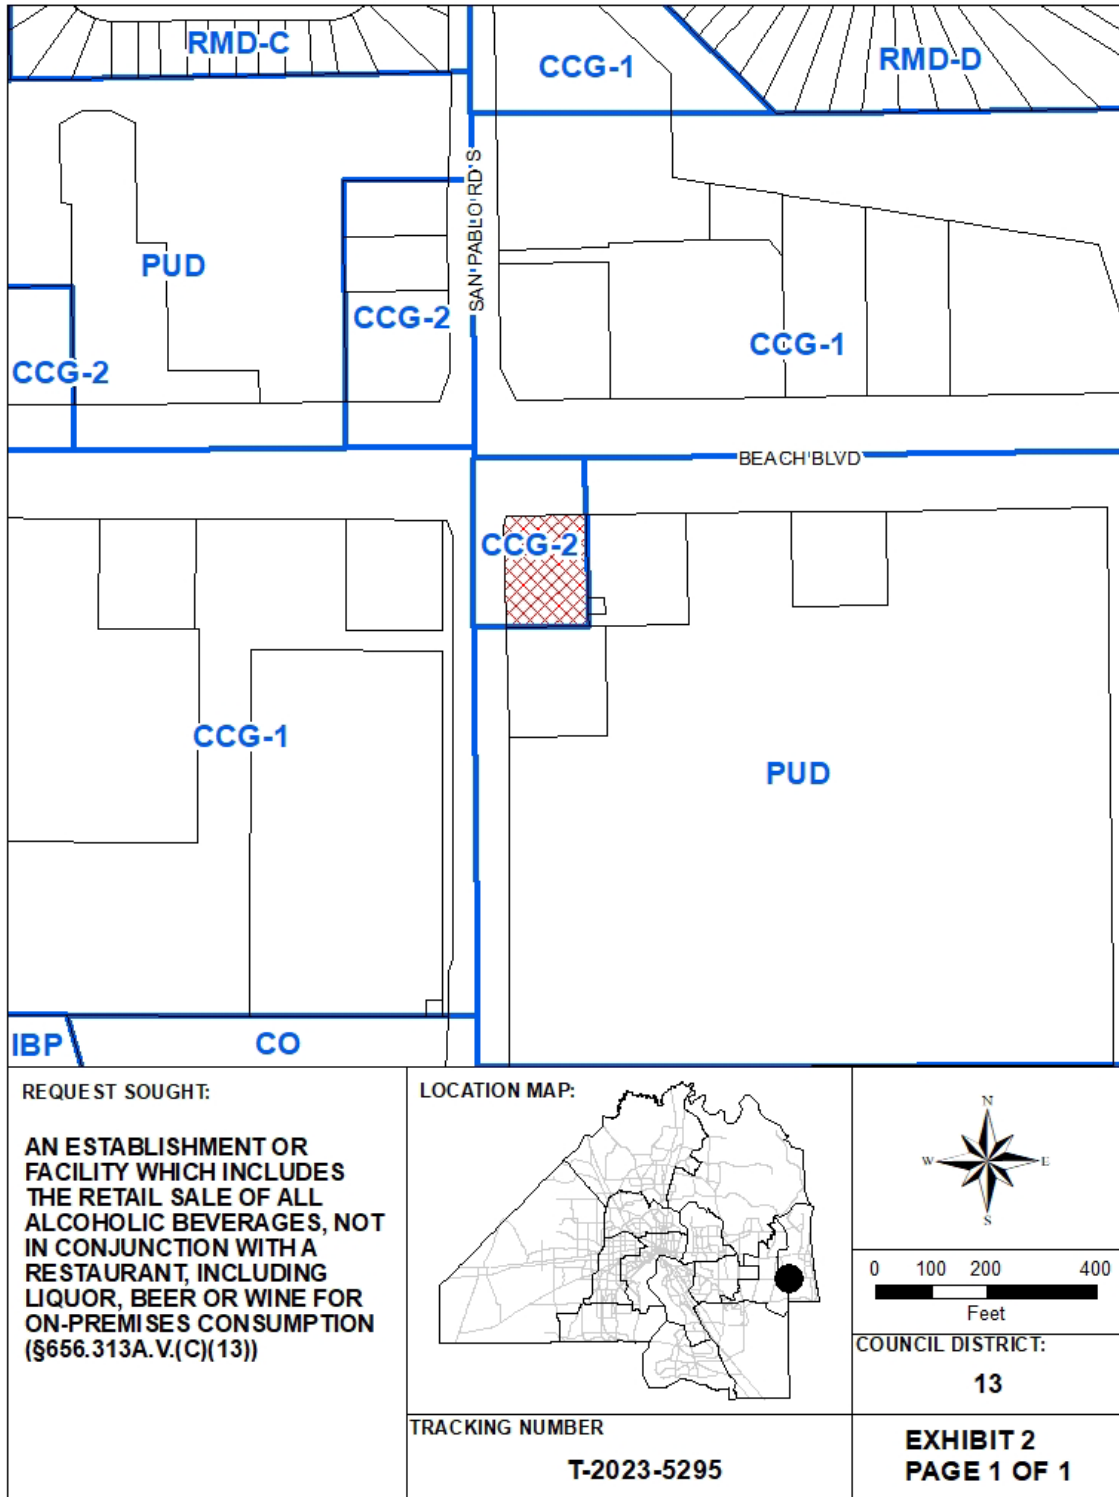 RMD-C
CCG-1
RMD-D
SAN PABLO RD S
PUD
CCG-2
CCG-1
CCG-2
BEACH BLVD
CCG-2
CCG-1
PUD
IBP
CO
REQUEST SOUGHT:
AN ESTABLISHMENT OR
FACILITY WHICH INCLUDES
THE RETAIL SALE OF ALL
ALCOHOLIC BEVERAGES, NOT
IN CONJUNCTION WITH A
RESTAURANT, INCLUDING
LIQUOR, BEER OR WINE FOR
ON-PREMISES CONSUMPTION
(§656.313A.V.(C)(13))
LOCATION MAP:
N
W E
S
0 100 200 400
Feet
COUNCIL DISTRICT:
13
TRACKING NUMBER
T-2023-5295
EXHIBIT 2
PAGE 1 OF 1